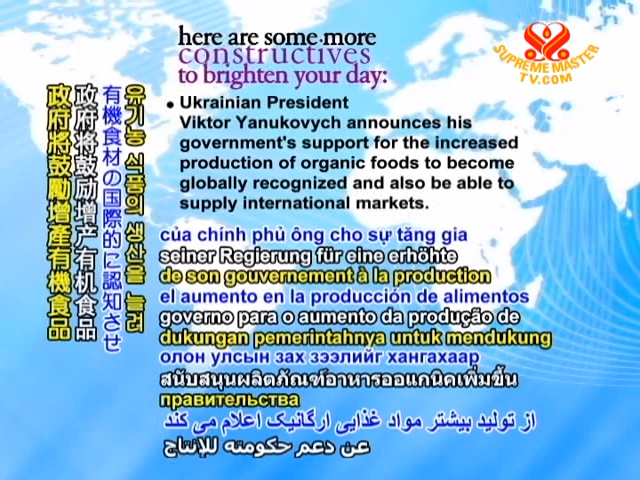 here are some more
constructives
to brighten your day:
SUPREME MASTER
TV.COM
• Ukrainian President
Viktor Yanukovych announces his
government's support for the increased
production of organic foods to become
globally recognized and also be able to
supply international markets.
政府將鼓勵增產有機食品
政府将鼓励增产有机食品
有機食材の国際的に認知させ
유기농 식품의 생산을 늘려
của chính phủ ông cho sự tăng gia
seiner Regierung für eine erhöhte
de son gouvernement à la production
el aumento en la producción de alimentos
governo para o aumento da produção de
dukungan pemerintahnya untuk mendukung
олон улсын зах зээлийг хангахаар
สนับสนุนผลิตภัณฑ์อาหารออแกนิคเพิ่มขึ้น
правительства
از تولید بیشتر مواد غذایی ارگانیک اعلام می کند
عن دعم حكومته للإنتاج